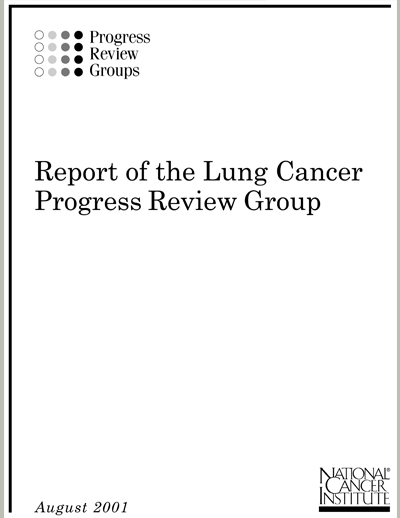 Progress
Review
Groups
Report of the Lung Cancer
Progress Review Group
NATIONAL®
CANCER
INSTITUTE
August 2001